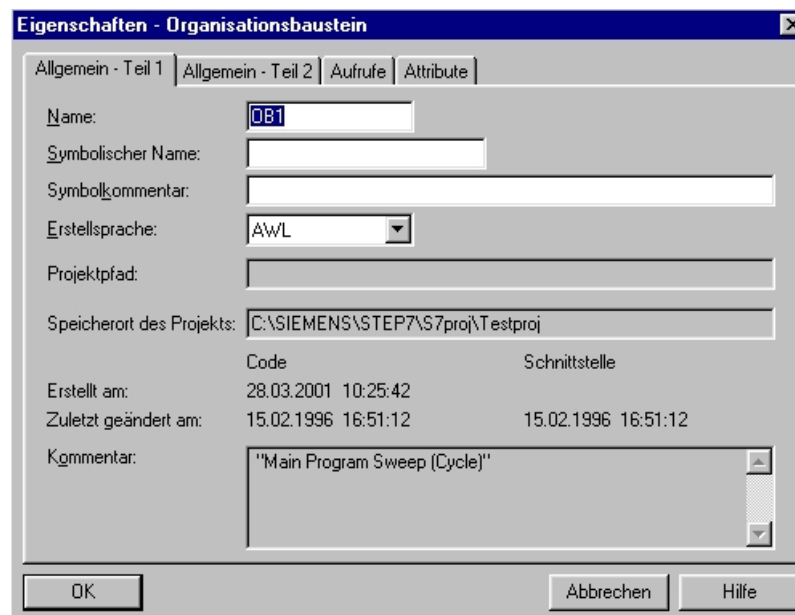 Eigenschaften - Organisationsbaustein
Allgemein - Teil 1 Allgemein - Teil 2 Aufrufe Attribute
Name: OB1
Symbolischer Name:
Symbolkommentar:
Erstellsprache: AWL
Projektpfad:
Speicherort des Projekts: C:\SIEMENS\STEP7\S7proj\Testproj
Code Schnittstelle
Erstellt am: 28.03.2001 10:25:42
Zuletzt geändert am: 15.02.1996 16:51:12 15.02.1996 16:51:12
Kommentar: "Main Program Sweep (Cycle)"
OK Abbrechen Hilfe